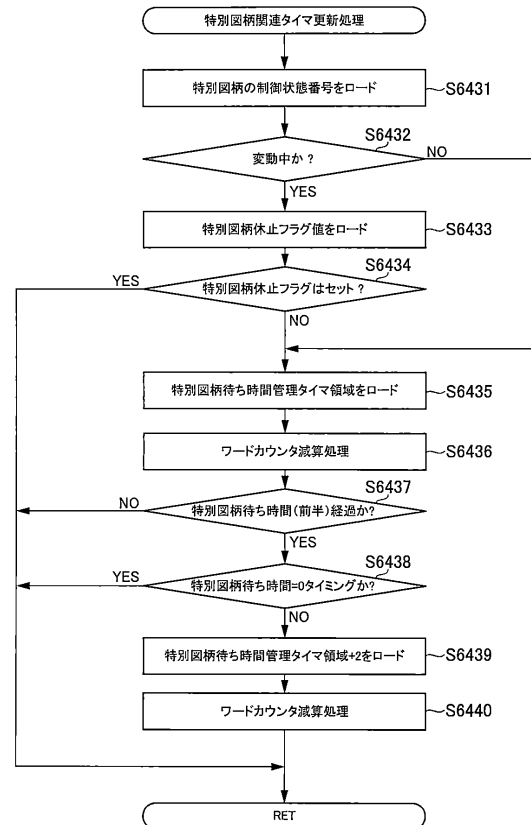 特別図柄関連タイマ更新処理
特別図柄の制御状態番号をロード
S6431
S6432
変動中か?
NO
YES
特別図柄休止フラグ値をロード
S6433
S6434
YES
特別図柄休止フラグはセット?
NO
特別図柄待ち時間管理タイマ領域をロード
S6435
ワードカウンタ減算処理
S6436
S6437
NO
特別図柄待ち時間(前半)経過か?
YES
S6438
YES
特別図柄待ち時間=0タイミングか?
NO
特別図柄待ち時間管理タイマ領域+2をロード
S6439
ワードカウンタ減算処理
S6440
RET